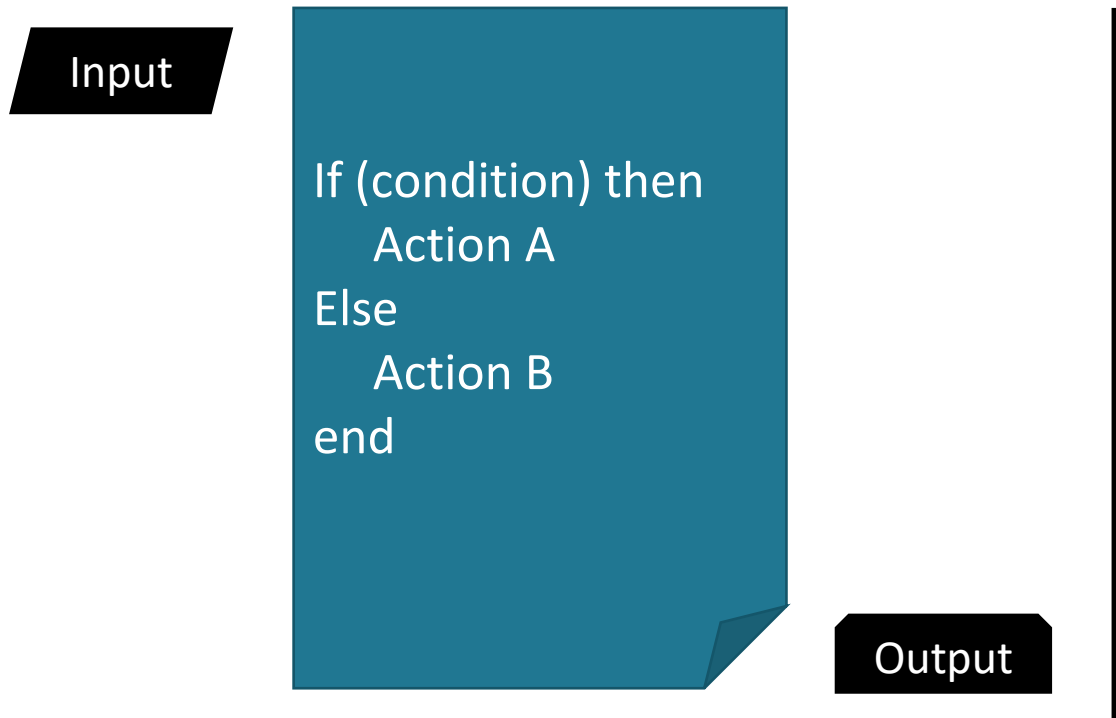 Input
If (condition) then
Action A
Else
Action B
end
Output